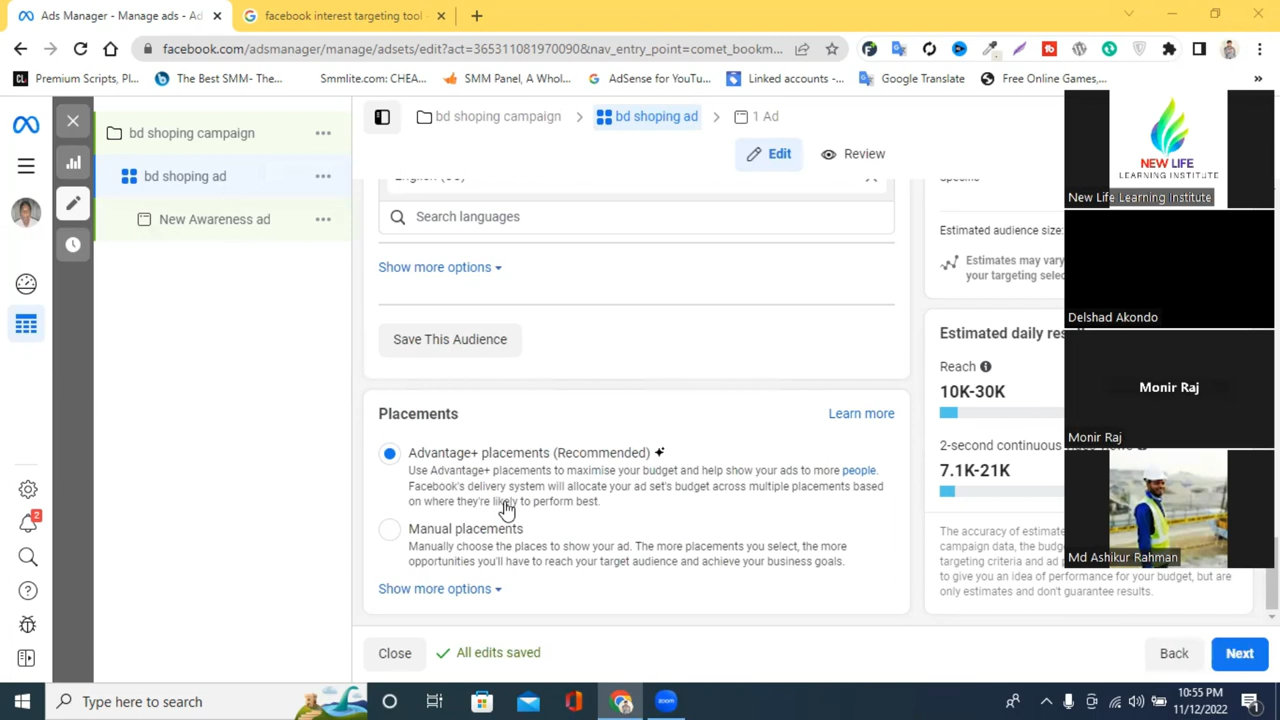 Ads Manager - Manage ads - Ad
facebook interest targeting tool
facebook.com/adsmanager/manage/adsets/edit?act=365311081970090&nav_entry_point=comet_bookm...
Premium Scripts, Pl...
The Best SMM- The...
Smmlite.com: CHEA...
SMM Panel, A Whol...
AdSense for YouTu...
Linked accounts -...
Google Translate
Free Online Games,...
bd shoping campaign
bd shoping ad
New Awareness ad
bd shoping campaign
bd shoping ad
1 Ad
Edit
Review
English (US)
Search languages
Show more options
Save This Audience
Placements
Learn more
Advantage+ placements (Recommended)
Use Advantage+ placements to maximise your budget and help show your ads to more people.
Facebook's delivery system will allocate your ad set's budget across multiple placements based
on where they're likely to perform best.
Manual placements
Manually choose the places to show your ad. The more placements you select, the more
opportunities you'll have to reach your target audience and achieve your business goals.
Show more options
Close
All edits saved
Back
Next
Specific
Estimated audience size:
Estimates may vary
your targeting selec
Estimated daily res
Reach
10K-30K
2-second continuous
7.1K-21K
The accuracy of estimate
campaign data, the budg
targeting criteria and ad
to give you an idea of performance for your budget, but are
only estimates and don't guarantee results.
NEW LIFE
LEARNING INSTITUTE
New Life Learning Institute
Delshad Akondo
Monir Raj
Monir Raj
Md Ashikur Rahman
2
Type here to search
zoom
10:55 PM
11/12/2022
1